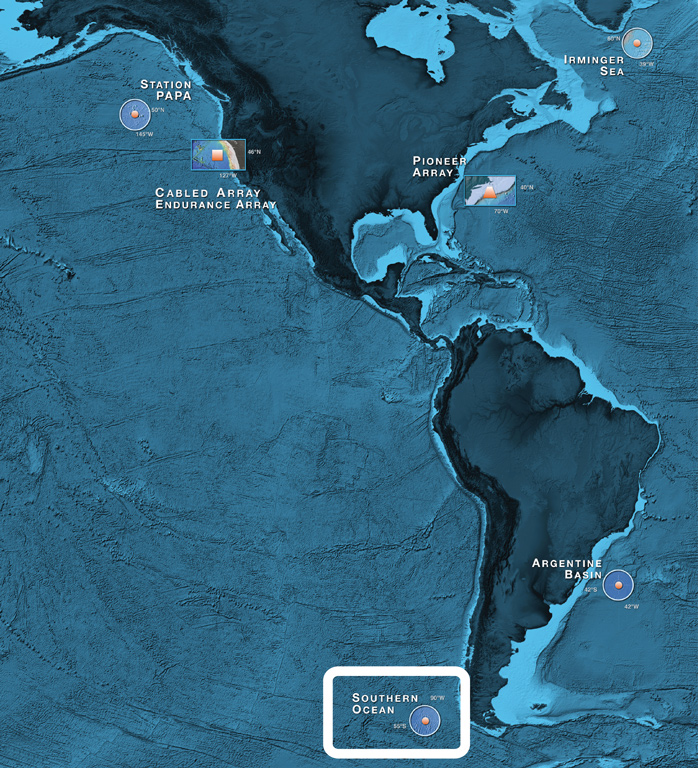 60°N
39°W
IRMINGER
SEA
STATION
PAPA
50°N
145°W
46°N
CABLED ARRAY
ENDURANCE ARRAY
PIONEER
ARRAY
40°N
70°W
ARGENTINE
BASIN
42°S
42°W
SOUTHERN
OCEAN
90°W
55°S